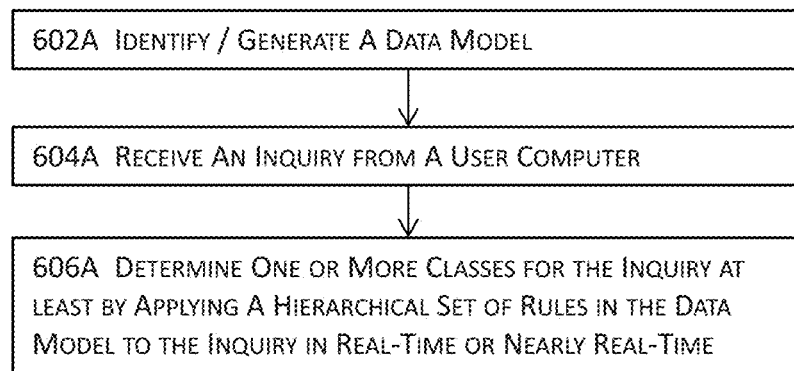 602A IDENTIFY / GENERATE A DATA MODEL
604A RECEIVE AN INQUIRY FROM A USER COMPUTER
606A DETERMINE ONE OR MORE CLASSES FOR THE INQUIRY AT
LEAST BY APPLYING A HIERARCHICAL SET OF RULES IN THE DATA
MODEL TO THE INQUIRY IN REAL-TIME OR NEARLY REAL-TIME